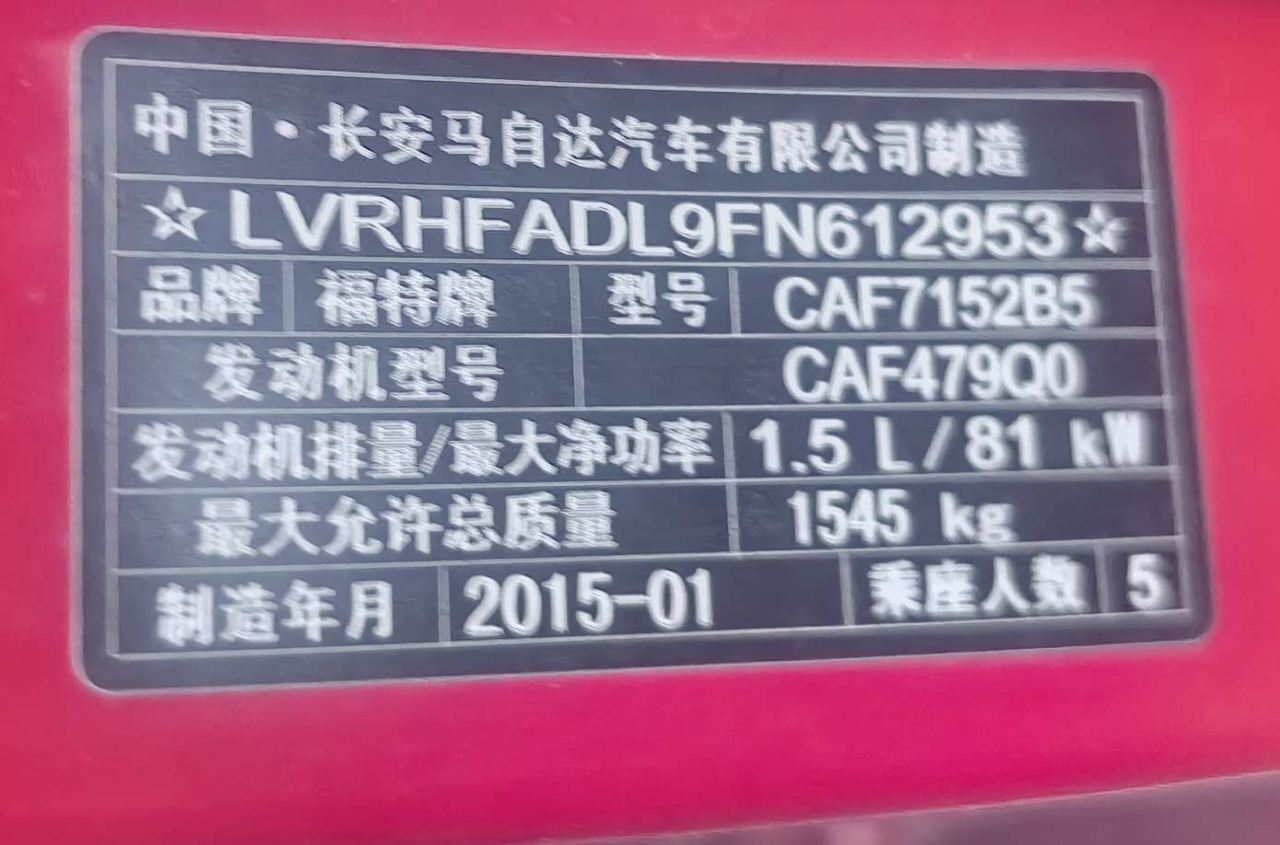 中国·长安马自达汽车有限公司制造
☆LVRHFADL9FN612953☆
品牌 福特牌 型号 CAF7152B5
发动机型号 CAF479Q0
发动机排量/最大净功率 1.5 L/81 kW
最大允许总质量 1545 kg
制造年月 2015-01 乘座人数 5